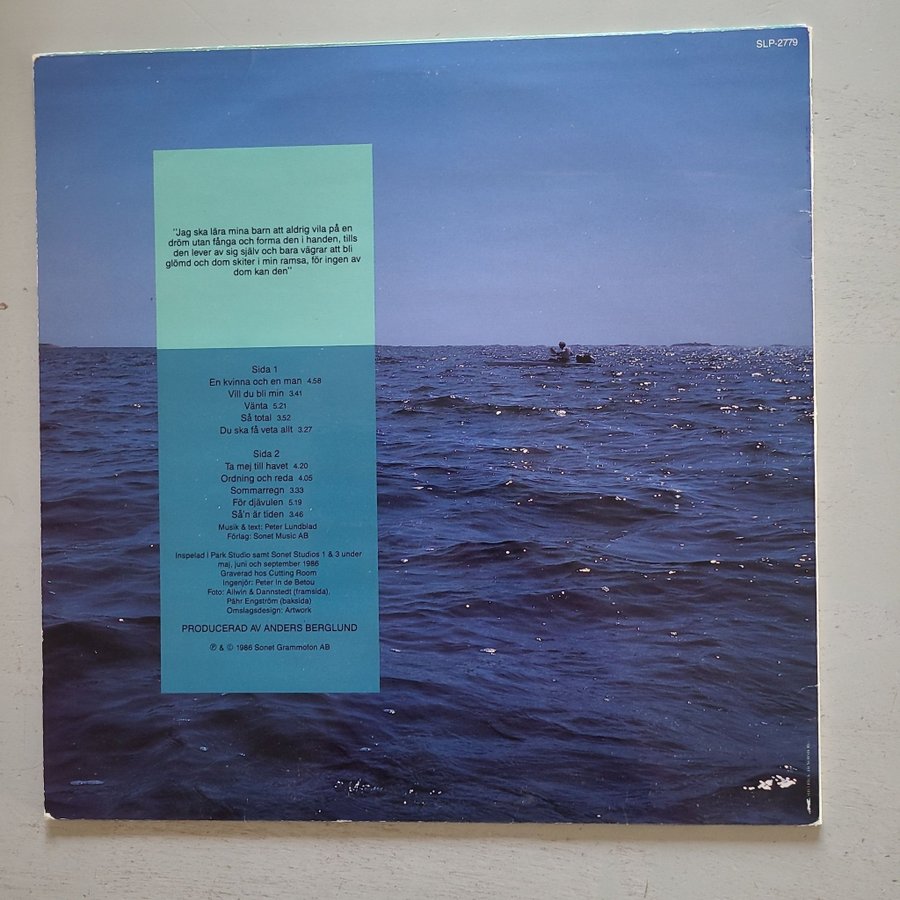 SLP-2779
"Jag ska lära mina barn att aldrig vila på en
dröm utan fånga och forma den i handen, tills
den lever av sig själv och bara vägrar att bli
glömd och dom skiter i min ramsa, för ingen av
dom kan den"
Sida 1
En kvinna och en man 4.58
Vill du bli min 3.41
Vänta 5.21
Så total 3.52
Du ska få veta allt 3.27
Sida 2
Ta mej till havet 4.20
Ordning och reda 4.05
Sommarregn 3.33
För djävulen 5.19
Så'n är tiden 3.46
Musik & text: Peter Lundblad
Förlag: Sonet Music AB
Inspelad i Park Studio samt Sonet Studios 1 & 3 under
maj, juni och september 1986
Graverad hos Cutting Room
Ingenjör: Peter in de Betou
Foto: Ailwin & Dannstedt (framsida),
Pähr Engström (baksida)
Omslagsdesign: Artwork
PRODUCERAD AV ANDERS BERGLUND
℗ & © 1986 Sonet Grammofon AB